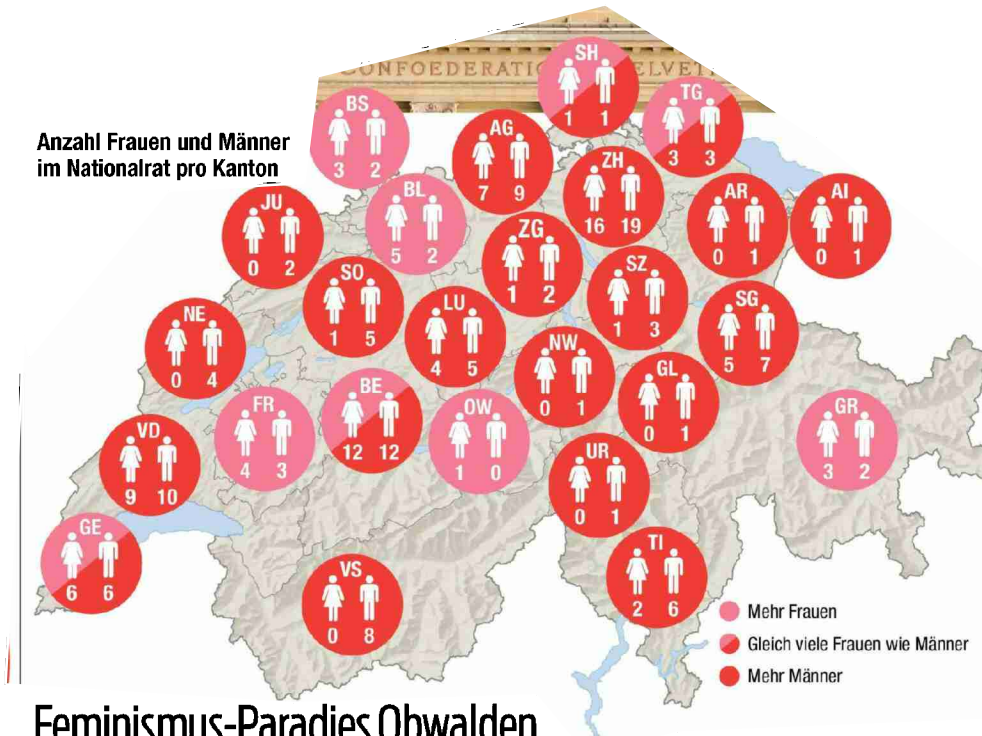 CONFOEDERATIO HELVETI
Anzahl Frauen und Männer
im Nationalrat pro Kanton
SH
1 1
BS
3 2
TG
3 3
AG
7 9
ZH
16 19
BL
5 2
JU
0 2
AR
0 1
AI
0 1
ZG
1 2
SO
1 5
SZ
1 3
LU
4 5
SG
5 7
NE
0 4
NW
0 1
GL
0 1
BE
12 12
FR
4 3
OW
1 0
GR
3 2
VD
9 10
UR
0 1
GE
6 6
TI
2 6
VS
0 8
Mehr Frauen
Gleich viele Frauen wie Männer
Mehr Männer
Feminismus-Paradies Obwalden